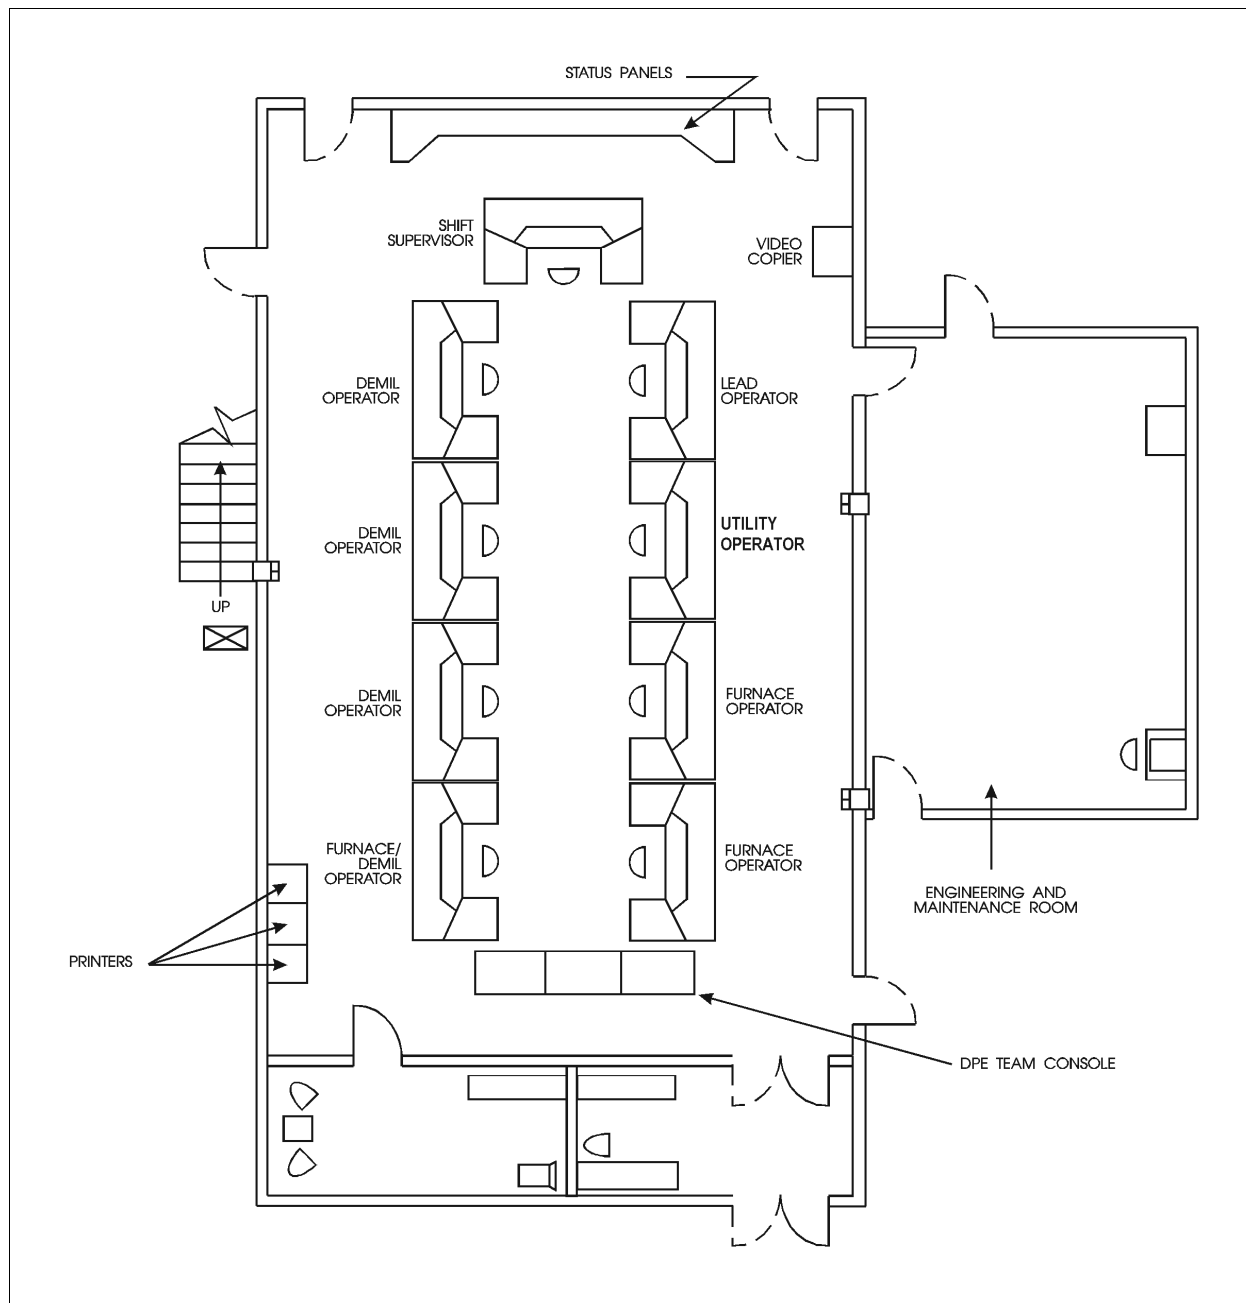 STATUS PANELS
SHIFT
SUPERVISOR
VIDEO
COPIER
DEMIL
OPERATOR
LEAD
OPERATOR
DEMIL
OPERATOR
UTILITY
OPERATOR
UP
DEMIL
OPERATOR
FURNACE
OPERATOR
FURNACE/
DEMIL
OPERATOR
FURNACE
OPERATOR
ENGINEERING AND
MAINTENANCE ROOM
PRINTERS
DPE TEAM CONSOLE